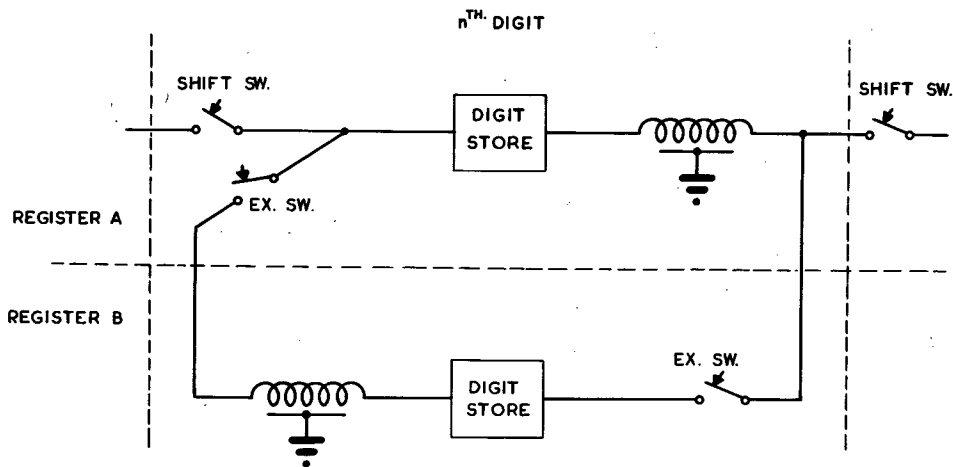 nTH. DIGIT
SHIFT SW.
SHIFT SW.
DIGIT
STORE
EX. SW.
REGISTER A
REGISTER B
EX. SW.
DIGIT
STORE